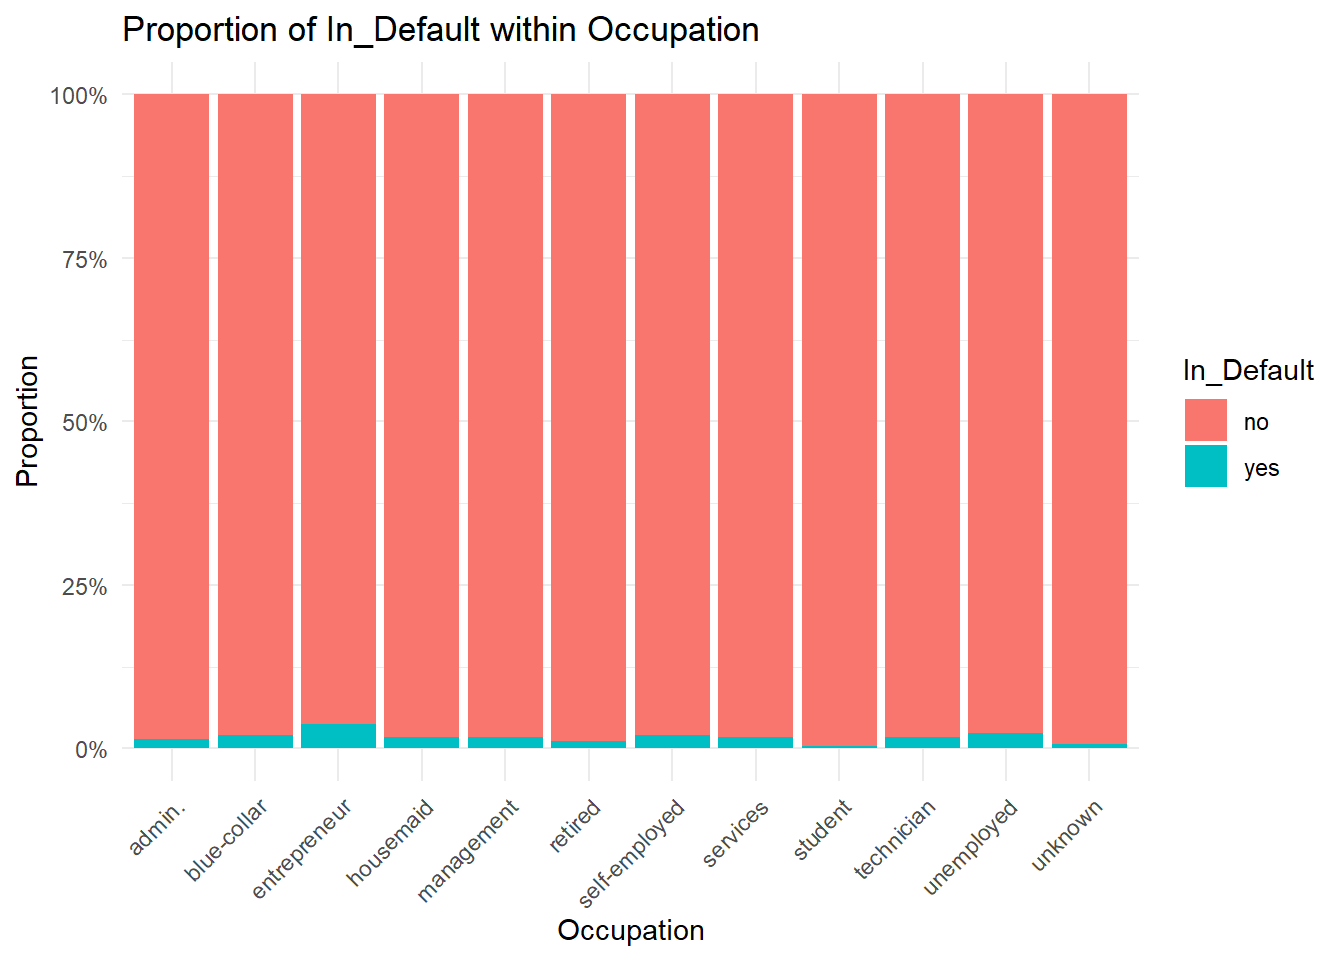 Proportion of In_Default within Occupation
100%
75%
50%
25%
0%
Proportion
admin.
blue-collar
entrepreneur
housemaid
management
retired
self-employed
services
student
technician
unemployed
unknown
Occupation
In_Default
no
yes